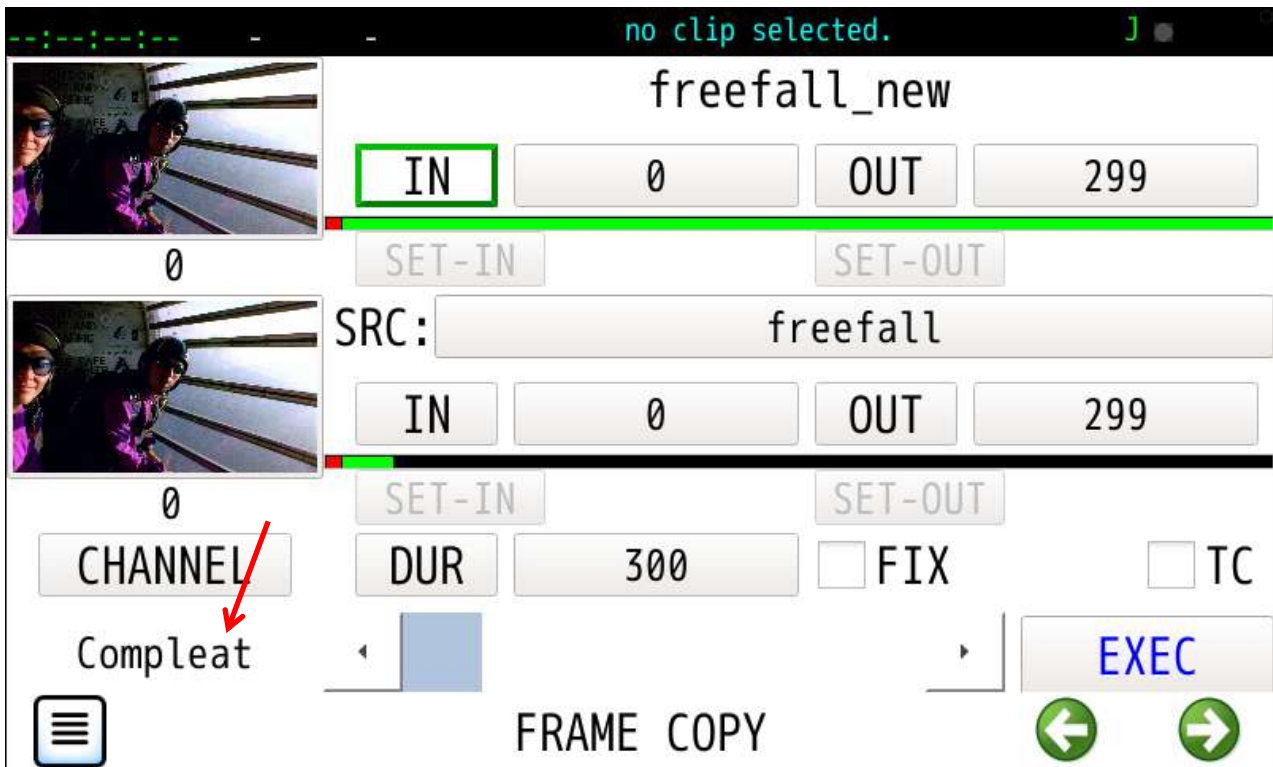 --:--:--:-- - - no clip selected. J
freefall_new
IN 0 OUT 299
0 SET-IN SET-OUT
SRC: freefall
IN 0 OUT 299
0 SET-IN SET-OUT
CHANNEL DUR 300 FIX TC
Compleat EXEC
FRAME COPY